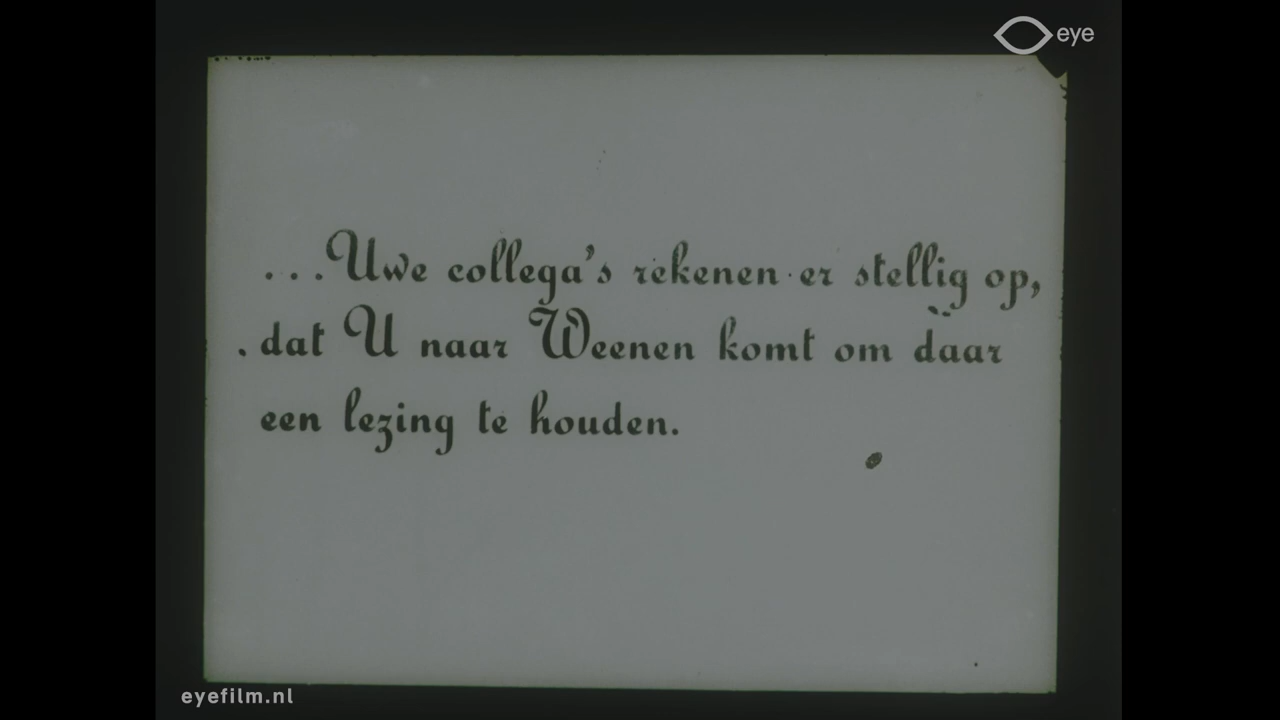 eye
...Uwe collega's rekenen er stellig op,
dat U naar Weenen komt om daar
een lezing te houden.
eyefilm.nl